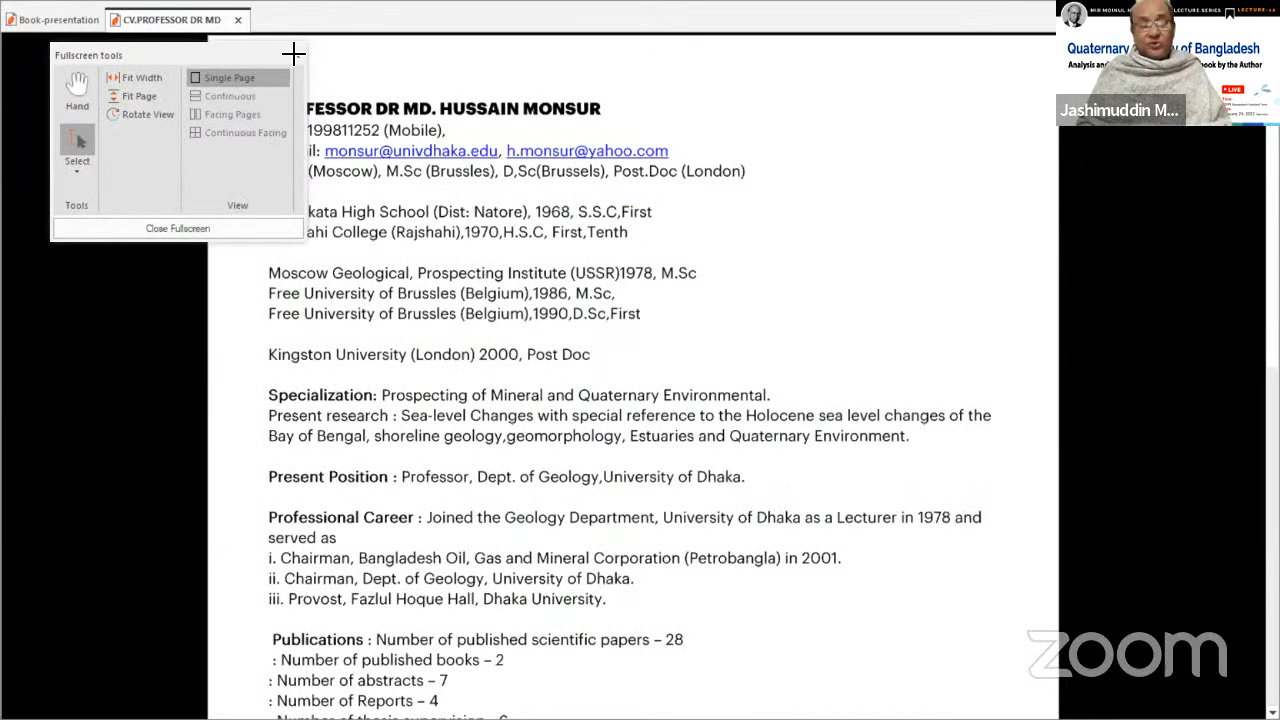 Book-presentation
CV.PROFESSOR DR MD
Fullscreen tools
Hand
Select
Tools
Fit Width
Fit Page
Rotate View
Single Page
Continuous
Facing Pages
Continuous Facing
View
Close Fullscreen
FESSOR DR MD. HUSSAIN MONSUR
199811252 (Mobile),
il: monsur@univdhaka.edu, h.monsur@yahoo.com
(Moscow), M.Sc (Brussles), D,Sc(Brussels), Post.Doc (London)
kata High School (Dist: Natore), 1968, S.S.C,First
ahi College (Rajshahi),1970,H.S.C, First,Tenth
Moscow Geological, Prospecting Institute (USSR)1978, M.Sc
Free University of Brussles (Belgium),1986, M.Sc,
Free University of Brussles (Belgium),1990,D.Sc,First
Kingston University (London) 2000, Post Doc
Specialization: Prospecting of Mineral and Quaternary Environmental.
Present research : Sea-level Changes with special reference to the Holocene sea level changes of the
Bay of Bengal, shoreline geology,geomorphology, Estuaries and Quaternary Environment.
Present Position : Professor, Dept. of Geology,University of Dhaka.
Professional Career : Joined the Geology Department, University of Dhaka as a Lecturer in 1978 and
served as
i. Chairman, Bangladesh Oil, Gas and Mineral Corporation (Petrobangla) in 2001.
ii. Chairman, Dept. of Geology, University of Dhaka.
iii. Provost, Fazlul Hoque Hall, Dhaka University.
Publications : Number of published scientific papers – 28
: Number of published books – 2
: Number of abstracts – 7
: Number of Reports – 4
MIR MOINUL H LECTURE SERIES
Quaternary y of Bangladesh
Analysis an book by the Author
LIVE
Jashimuddin M...
zoom